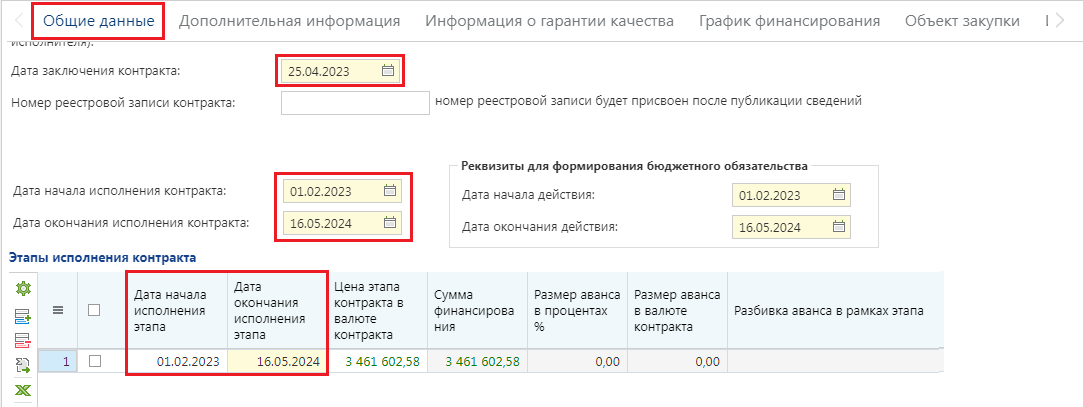 Общие данные Дополнительная информация Информация о гарантии качества График финансирования Объект закупки
исполнителя):
Дата заключения контракта: 25.04.2023
Номер реестровой записи контракта: номер реестровой записи будет присвоен после публикации сведений
Реквизиты для формирования бюджетного обязательства
Дата начала исполнения контракта: 01.02.2023 Дата начала действия: 01.02.2023
Дата окончания исполнения контракта: 16.05.2024 Дата окончания действия: 16.05.2024
Этапы исполнения контракта
Дата начала исполнения этапа Дата окончания исполнения этапа Цена этапа контракта в валюте контракта Сумма финансирования Размер аванса в процентах % Размер аванса в валюте контракта Разбивка аванса в рамках этапа
1 01.02.2023 16.05.2024 3 461 602,58 3 461 602,58 0,00 0,00